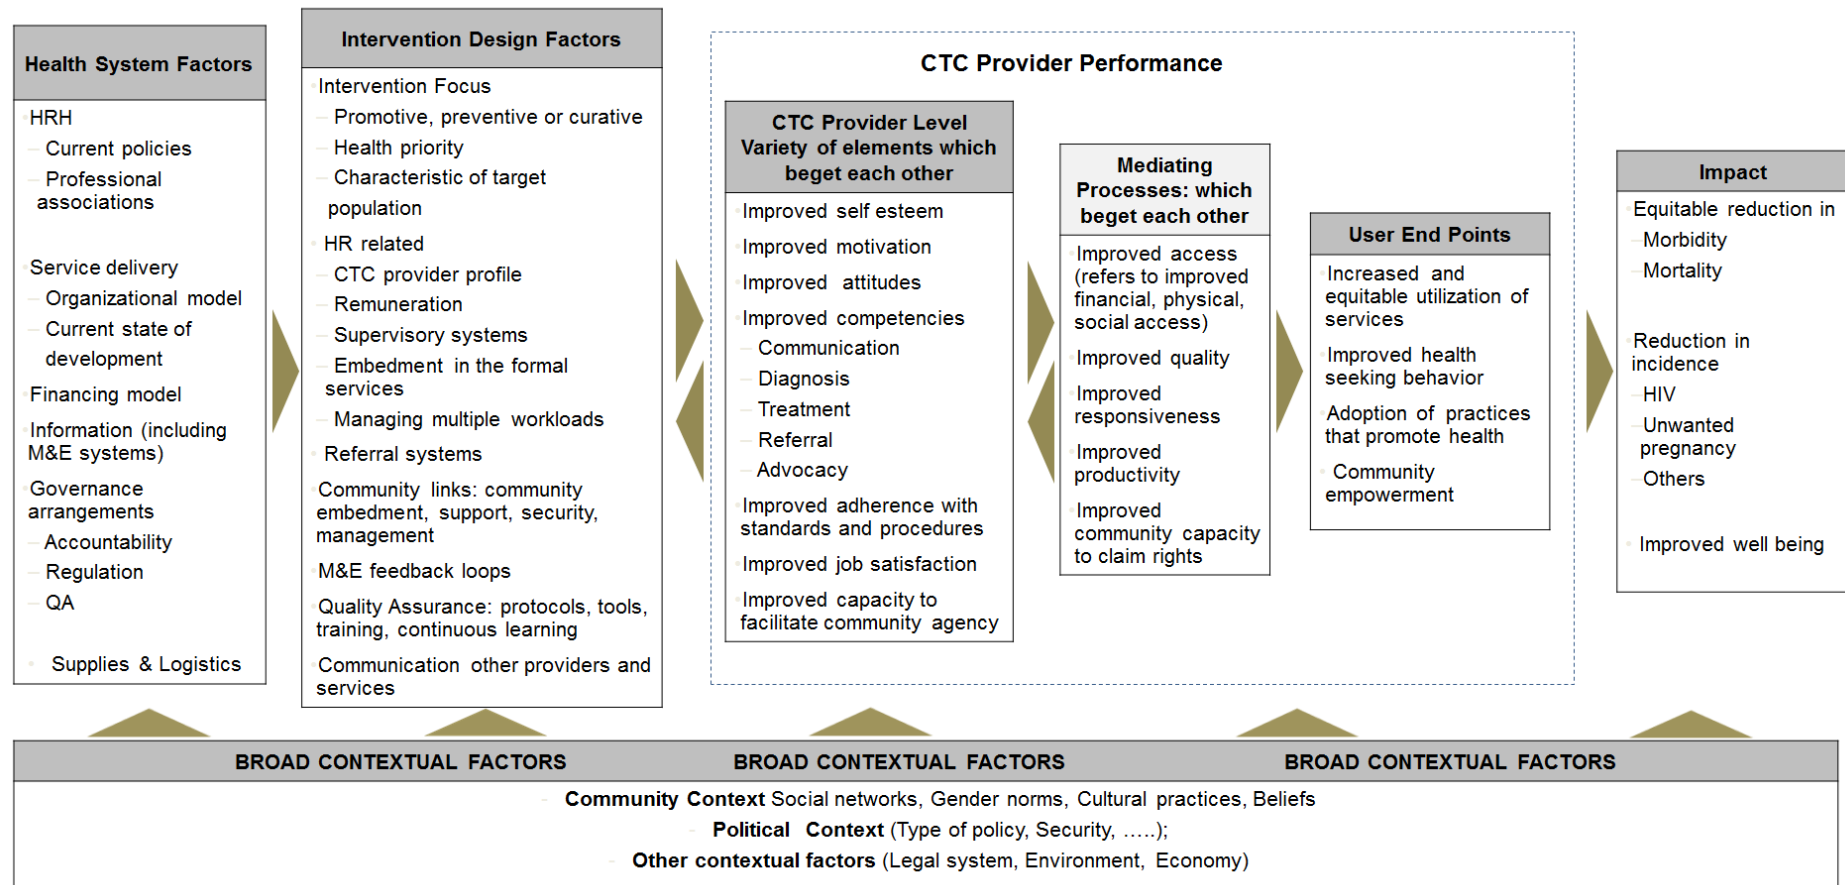 Health System Factors
HRH
– Current policies
– Professional
associations
Service delivery
– Organizational model
– Current state of
development
Financing model
Information (including
M&E systems)
Governance
arrangements
– Accountability
– Regulation
– QA
Supplies & Logistics
Intervention Design Factors
Intervention Focus
– Promotive, preventive or curative
– Health priority
– Characteristic of target
population
HR related
– CTC provider profile
– Remuneration
– Supervisory systems
– Embedment in the formal
services
– Managing multiple workloads
Referral systems
Community links: community
embedment, support, security,
management
M&E feedback loops
Quality Assurance: protocols, tools,
training, continuous learning
Communication other providers and
services
CTC Provider Performance
CTC Provider Level
Variety of elements which
beget each other
Improved self esteem
Improved motivation
Improved attitudes
Improved competencies
– Communication
– Diagnosis
– Treatment
– Referral
– Advocacy
Improved adherence with
standards and procedures
Improved job satisfaction
Improved capacity to
facilitate community agency
Mediating
Processes: which
beget each other
Improved access
(refers to improved
financial, physical,
social access)
Improved quality
Improved
responsiveness
Improved
productivity
Improved
community capacity
to claim rights
User End Points
Increased and
equitable utilization of
services
Improved health
seeking behavior
Adoption of practices
that promote health
Community
empowerment
Impact
Equitable reduction in
– Morbidity
– Mortality
Reduction in
incidence
– HIV
– Unwanted
pregnancy
– Others
Improved well being
BROAD CONTEXTUAL FACTORS BROAD CONTEXTUAL FACTORS BROAD CONTEXTUAL FACTORS
– Community Context Social networks, Gender norms, Cultural practices, Beliefs
– Political Context (Type of policy, Security, …..);
– Other contextual factors (Legal system, Environment, Economy)